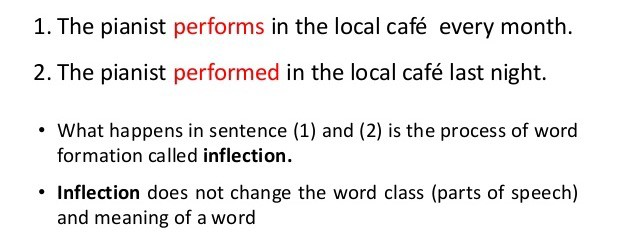 1. The pianist performs in the local café every month.
2. The pianist performed in the local café last night.
• What happens in sentence (1) and (2) is the process of word
formation called inflection.
• Inflection does not change the word class (parts of speech)
and meaning of a word